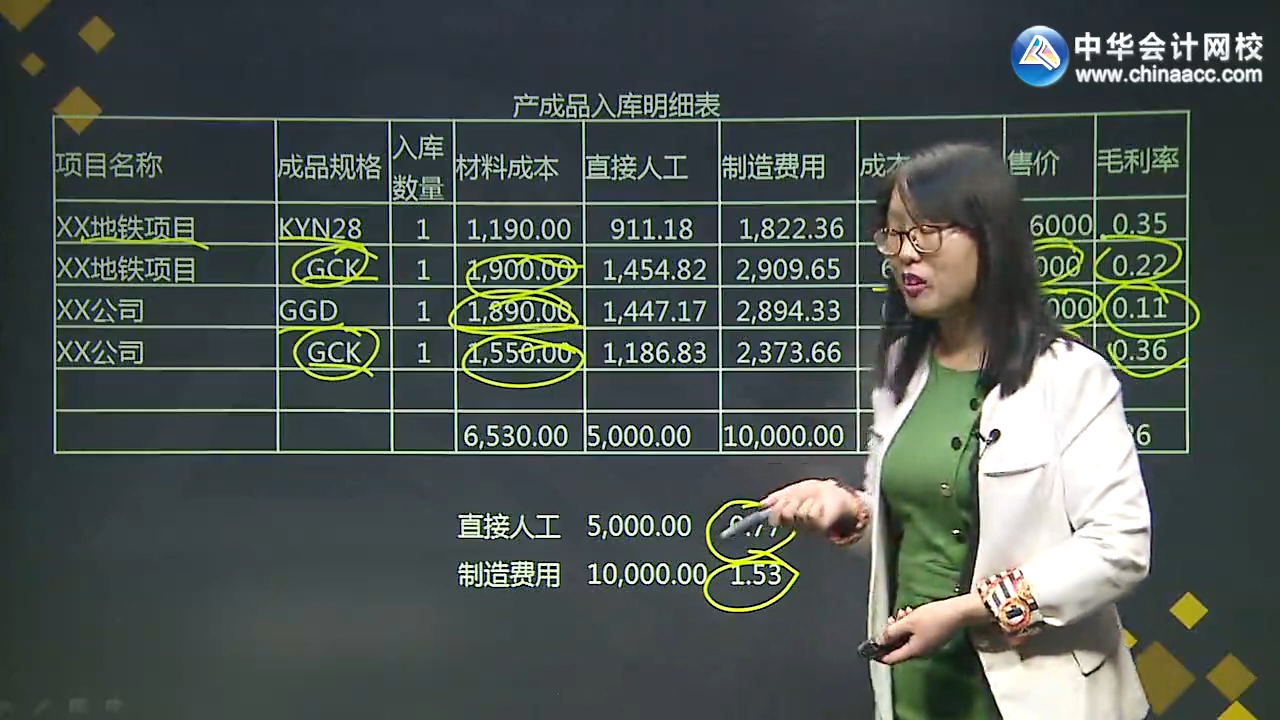 中华会计网校
www.chinaacc.com
产成品入库明细表
项目名称 成品规格 入库数量 材料成本 直接人工 制造费用 成本 售价 毛利率
XX地铁项目 KYN28 1 1,190.00 911.18 1,822.36 6000 0.35
XX地铁项目 GCK 1 1,900.00 1,454.82 2,909.65 0.22
XX公司 GGD 1 1,890.00 1,447.17 2,894.33 0.11
XX公司 GCK 1 1,550.00 1,186.83 2,373.66 0.36
6,530.00 5,000.00 10,000.00
直接人工 5,000.00
制造费用 10,000.00 1.53